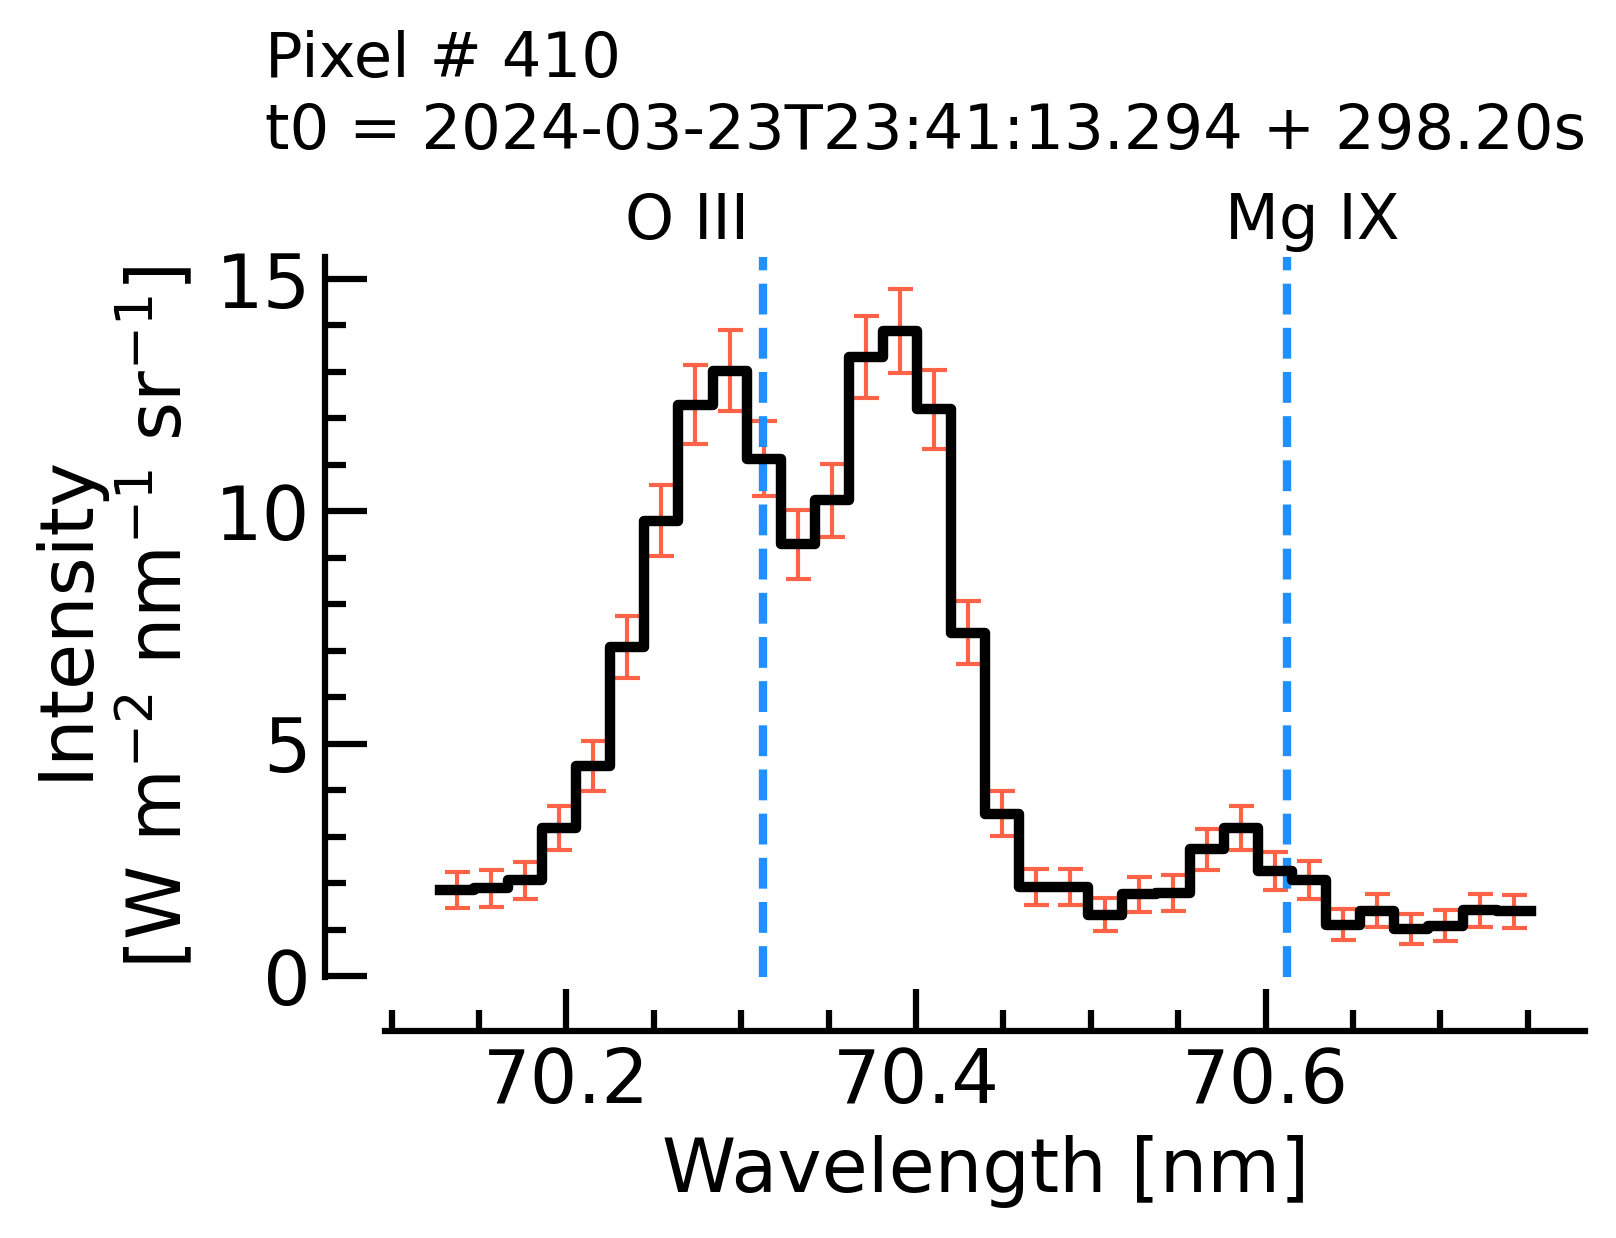 Pixel # 410
t0 = 2024-03-23T23:41:13.294 + 298.20s
O III
Mg IX
Intensity
[W m⁻² nm⁻¹ sr⁻¹]
15
10
5
0
70.2
70.4
70.6
Wavelength [nm]